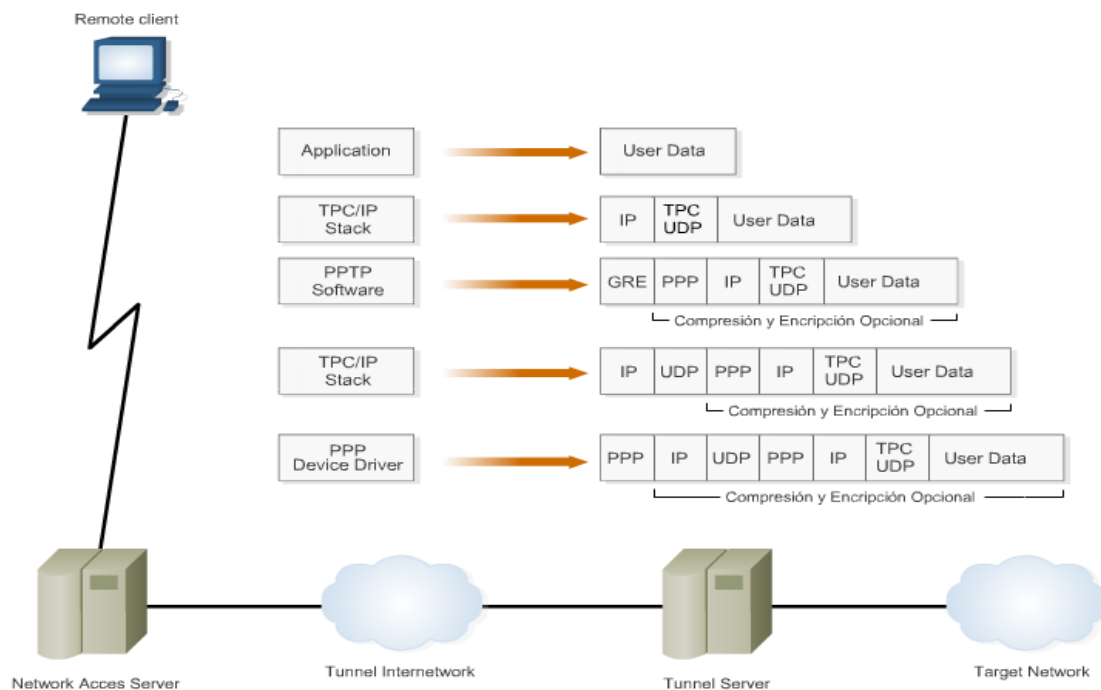 Remote client
Application
User Data
TPC/IP
Stack
IP
TPC
UDP
User Data
PPTP
Software
GRE
PPP
IP
TPC
UDP
User Data
Compresión y Encripción Opcional
TPC/IP
Stack
IP
UDP
PPP
IP
TPC
UDP
User Data
Compresión y Encripción Opcional
PPP
Device Driver
PPP
IP
UDP
PPP
IP
TPC
UDP
User Data
Compresión y Encripción Opcional
Network Acces Server
Tunnel Internetwork
Tunnel Server
Target Network